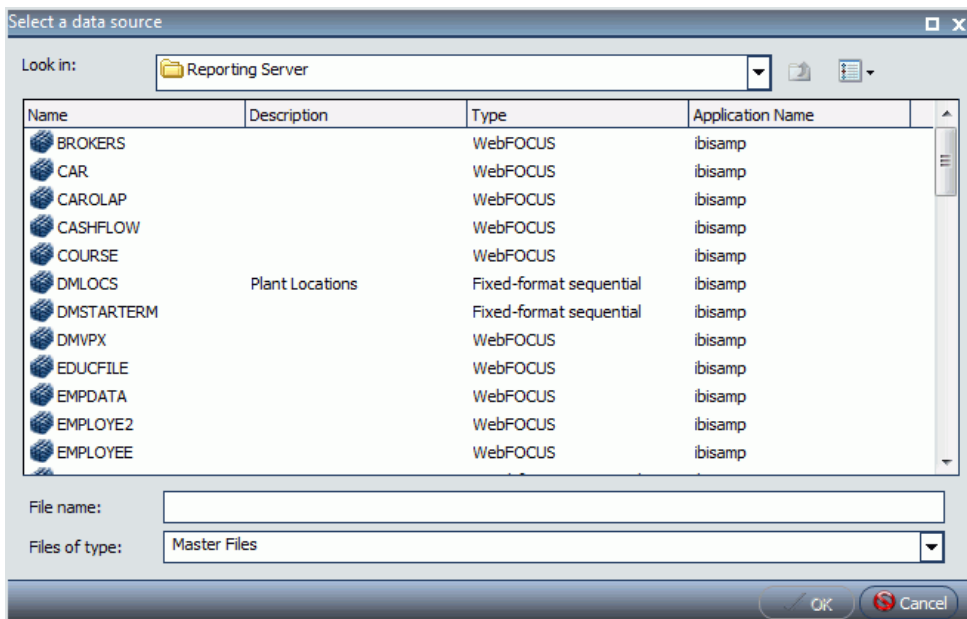 Select a data source
Look in: Reporting Server
Name Description Type Application Name
BROKERS WebFOCUS ibisamp
CAR WebFOCUS ibisamp
CAROLAP WebFOCUS ibisamp
CASHFLOW WebFOCUS ibisamp
COURSE WebFOCUS ibisamp
DMLOCS Plant Locations Fixed-format sequential ibisamp
DMSTARTERM Fixed-format sequential ibisamp
DMVPX WebFOCUS ibisamp
EDUCFILE WebFOCUS ibisamp
EMPDATA WebFOCUS ibisamp
EMPLOYE2 WebFOCUS ibisamp
EMPLOYEE WebFOCUS ibisamp
File name:
Files of type: Master Files
OK Cancel